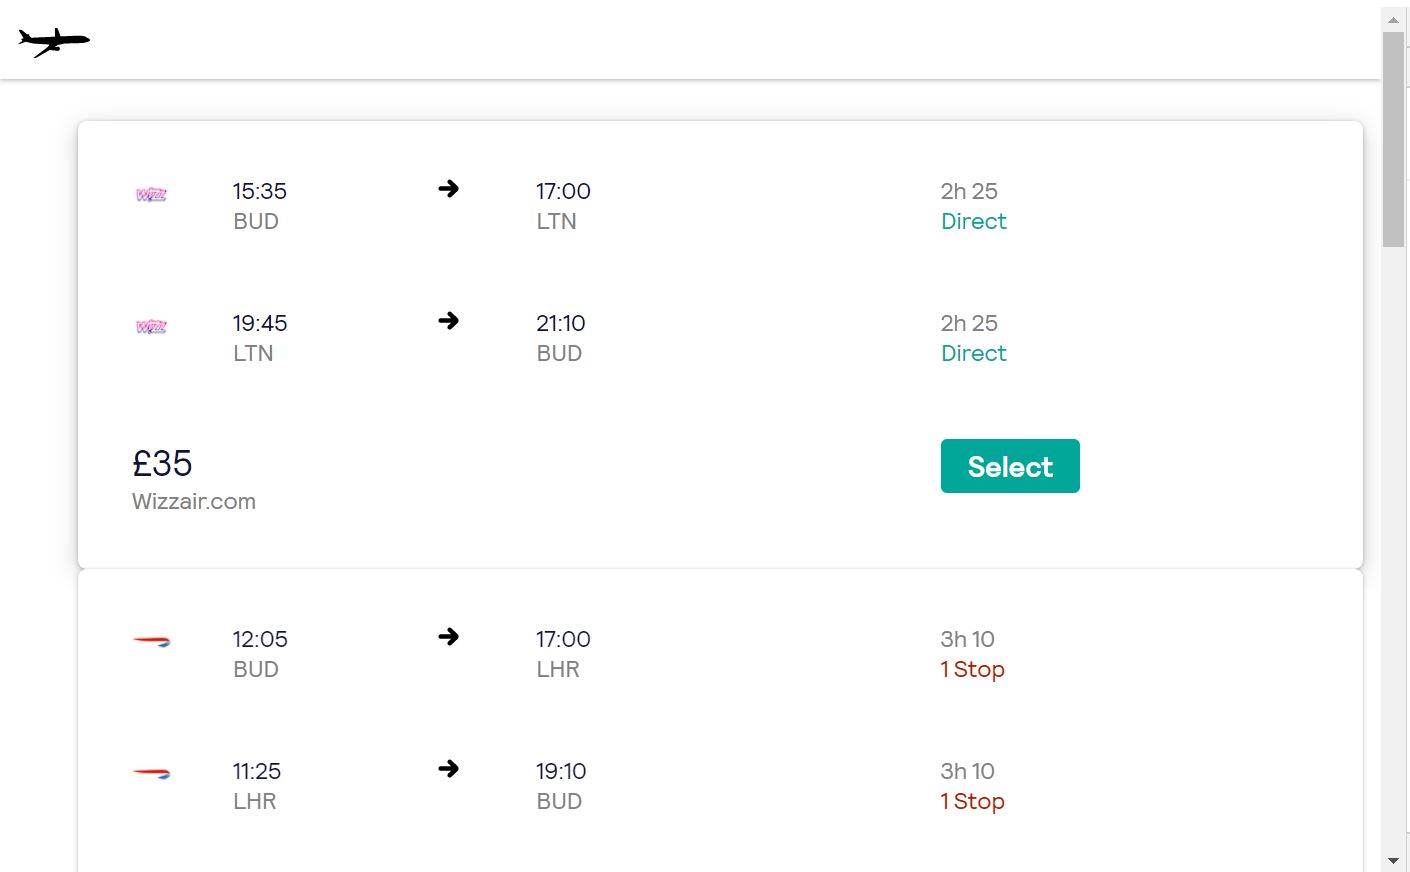 Wizz 15:35 17:00 2h 25
BUD LTN Direct
Wizz 19:45 21:10 2h 25
LTN BUD Direct
£35
Wizzair.com
Select
12:05 17:00 3h 10
BUD LHR 1 Stop
11:25 19:10 3h 10
LHR BUD 1 Stop